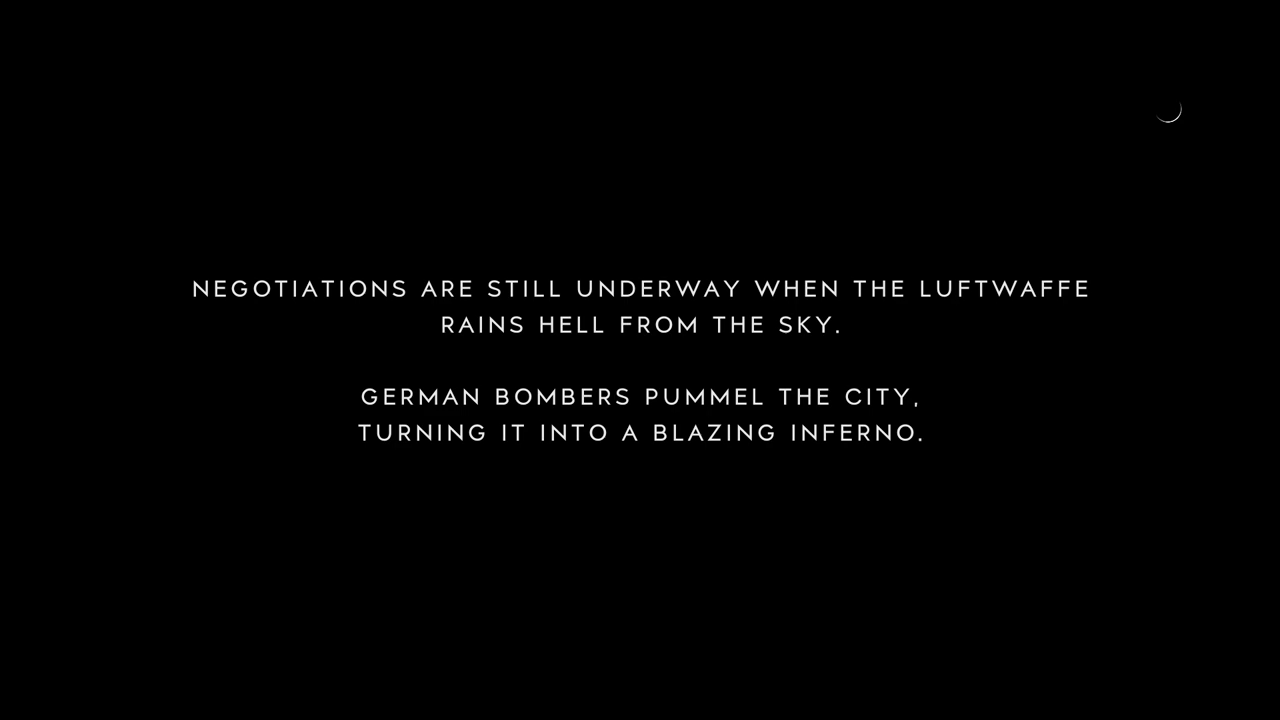 NEGOTIATIONS ARE STILL UNDERWAY WHEN THE LUFTWAFFE
RAINS HELL FROM THE SKY.
GERMAN BOMBERS PUMMEL THE CITY,
TURNING IT INTO A BLAZING INFERNO.